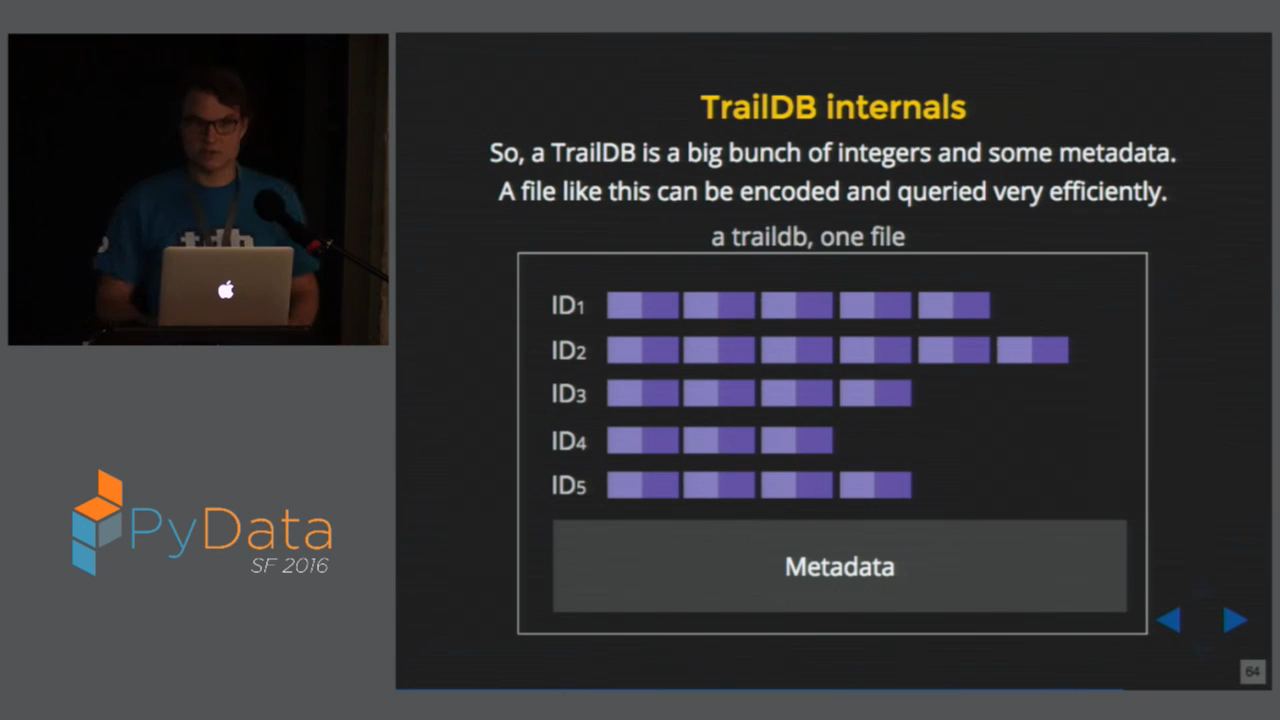 TrailDB internals
So, a TrailDB is a big bunch of integers and some metadata.
A file like this can be encoded and queried very efficiently.
a traildb, one file
ID1
ID2
ID3
ID4
ID5
Metadata
64
PyData
SF 2016